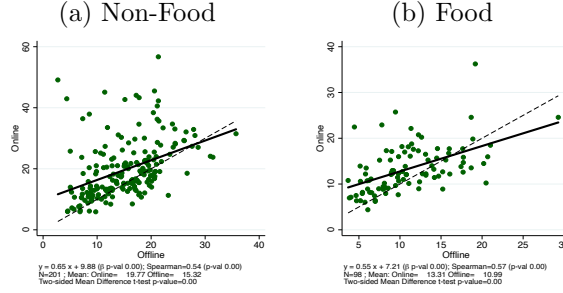 (a) Non-Food
(b) Food
60
40
20
0
Online
0
10
20
30
40
Offline
y = 0.65 x + 9.88 (β p-val 0.00); Spearman=0.54 (p-val 0.00)
N=201 ; Mean: Online= 19.77 Offline= 15.32
Two-sided Mean Difference t-test p-value=0.00
40
30
20
10
0
Online
5
10
15
20
25
30
Offline
y = 0.55 x + 7.21 (β p-val 0.00); Spearman=0.57 (p-val 0.00)
N=98 ; Mean: Online= 13.31 Offline= 10.99
Two-sided Mean Difference t-test p-value=0.00